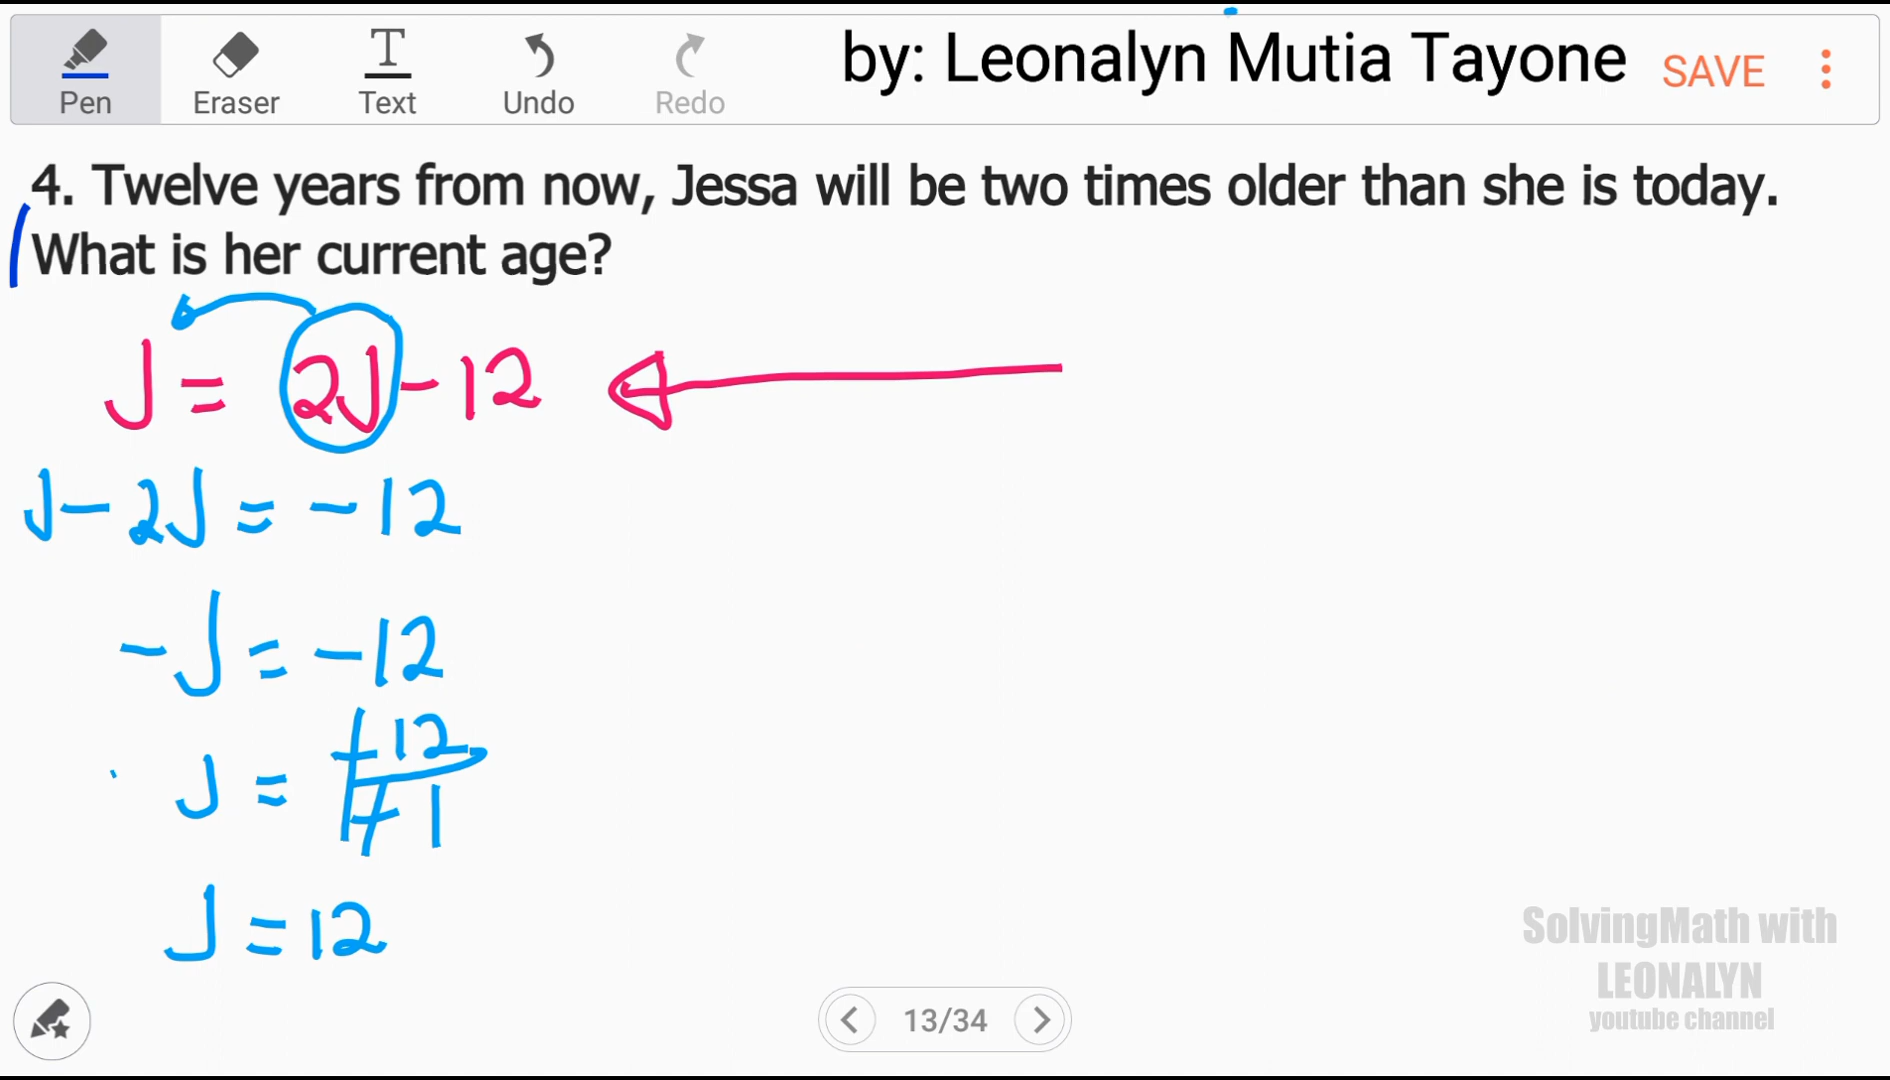 Pen Eraser Text Undo Redo by: Leonalyn Mutia Tayone SAVE
4. Twelve years from now, Jessa will be two times older than she is today.
What is her current age?
J = 2J - 12
J - 2J = - 12
- J = - 12
J = - 12 / - 1
J = 12
SolvingMath with
LEONALYN
youtube channel
13/34